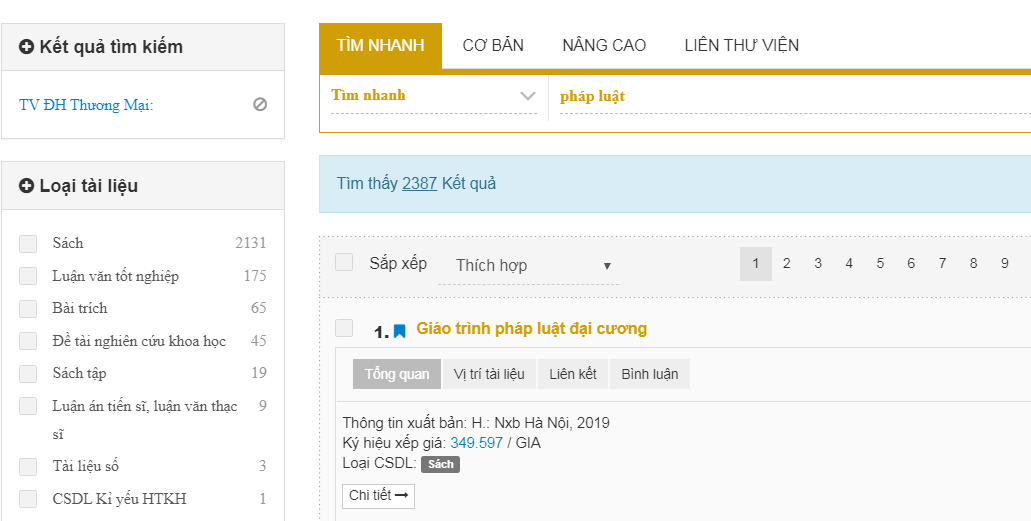 Kết quả tìm kiếm
TV ĐH Thương Mại:
Loại tài liệu
Sách 2131
Luận văn tốt nghiệp 175
Bài trích 65
Đề tài nghiên cứu khoa học 45
Sách tập 19
Luận án tiến sĩ, luận văn thạc 9
sĩ
Tài liệu số 3
CSDL Kỉ yếu HTKH 1
TÌM NHANH CƠ BẢN NÂNG CAO LIÊN THƯ VIỆN
Tìm nhanh pháp luật
Tìm thấy 2387 Kết quả
Sắp xếp Thích hợp 1 2 3 4 5 6 7 8 9
1. Giáo trình pháp luật đại cương
Tổng quan Vị trí tài liệu Liên kết Bình luận
Thông tin xuất bản: H.: Nxb Hà Nội, 2019
Ký hiệu xếp giá: 349.597 / GIA
Loại CSDL: Sách
Chi tiết